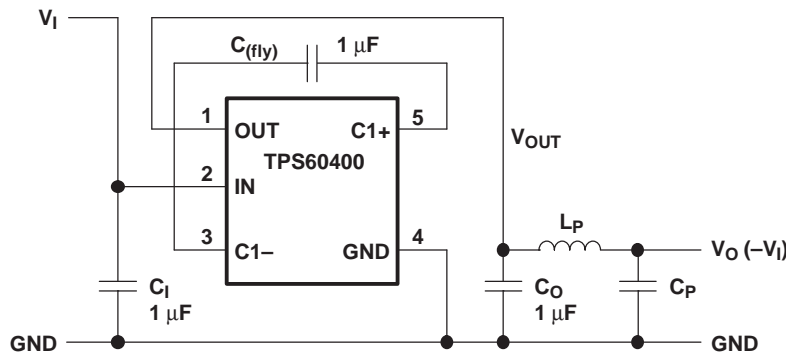 V_I
C_(fly)
1 µF
1
OUT
C1+
5
TPS60400
V_OUT
2
IN
L_P
3
C1–
GND
4
V_O (–V_I)
C_I
1 µF
C_O
1 µF
C_P
GND
GND